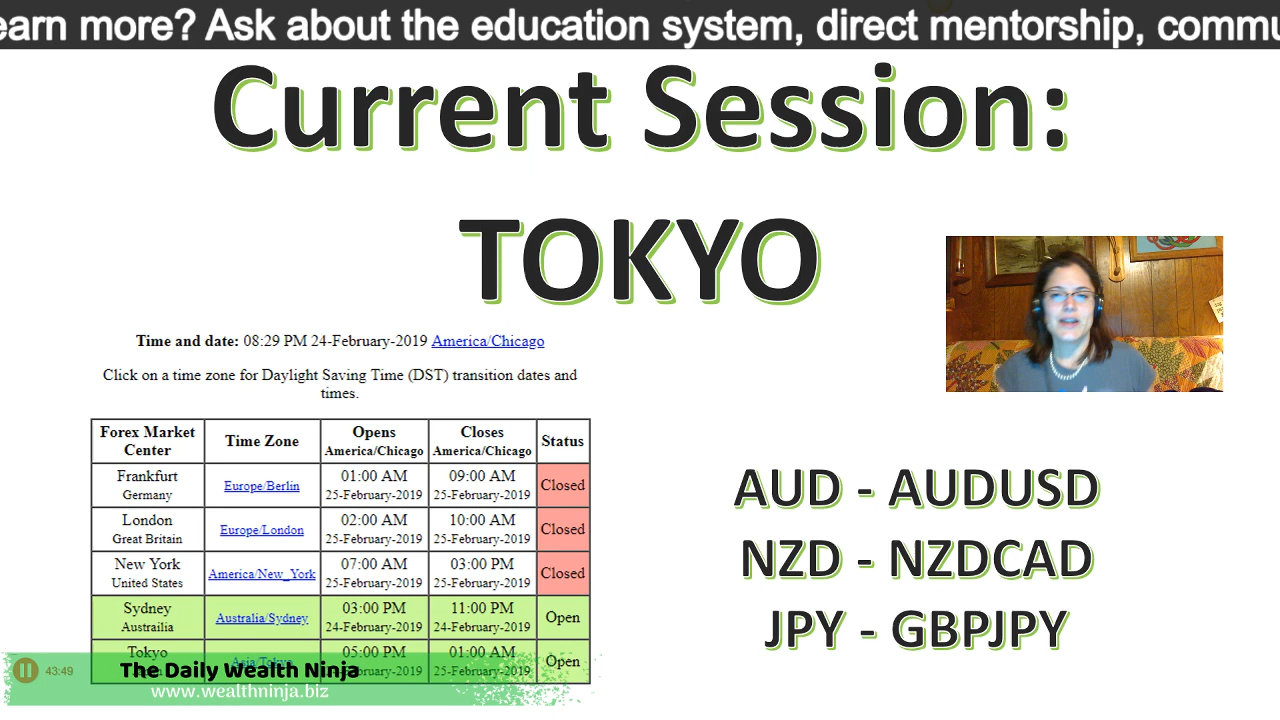 earn more? Ask about the education system, direct mentorship, commu
Current Session:
TOKYO
Time and date: 08:29 PM 24-February-2019 America/Chicago
Click on a time zone for Daylight Saving Time (DST) transition dates and
times.
Forex Market Center Time Zone Opens America/Chicago Closes America/Chicago Status
Frankfurt Germany Europe/Berlin 01:00 AM 25-February-2019 09:00 AM 25-February-2019 Closed
London Great Britain Europe/London 02:00 AM 25-February-2019 10:00 AM 25-February-2019 Closed
New York United States America/New_York 07:00 AM 25-February-2019 03:00 PM 25-February-2019 Closed
Sydney Austrailia Australia/Sydney 03:00 PM 24-February-2019 11:00 PM 24-February-2019 Open
Tokyo Asia/Tokyo 05:00 PM 01:00 AM 25-February-2019 Open
AUD - AUDUSD
NZD - NZDCAD
JPY - GBPJPY
43:49
The Daily Wealth Ninja
www.wealthninja.biz